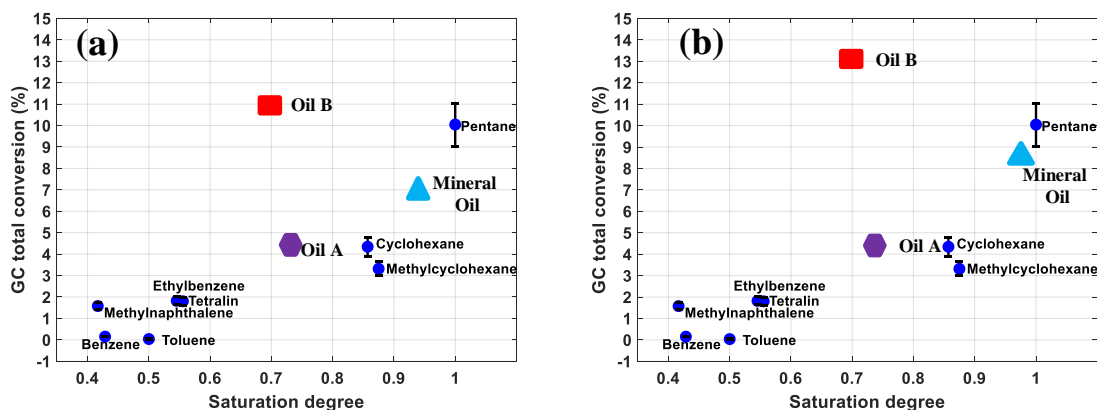 (a)
GC total conversion (%)
15
14
13
12
11
10
9
8
7
6
5
4
3
2
1
0
-1
Oil B
Pentane
Mineral
Oil
Oil A
Cyclohexane
Methylcyclohexane
Ethylbenzene
Tetralin
Methylnaphthalene
Benzene
Toluene
0.4 0.5 0.6 0.7 0.8 0.9 1
Saturation degree
(b)
GC total conversion (%)
15
14
13
12
11
10
9
8
7
6
5
4
3
2
1
0
-1
Oil B
Pentane
Mineral
Oil
Oil A
Cyclohexane
Methylcyclohexane
Ethylbenzene
Tetralin
Methylnaphthalene
Benzene
Toluene
0.4 0.5 0.6 0.7 0.8 0.9 1
Saturation degree